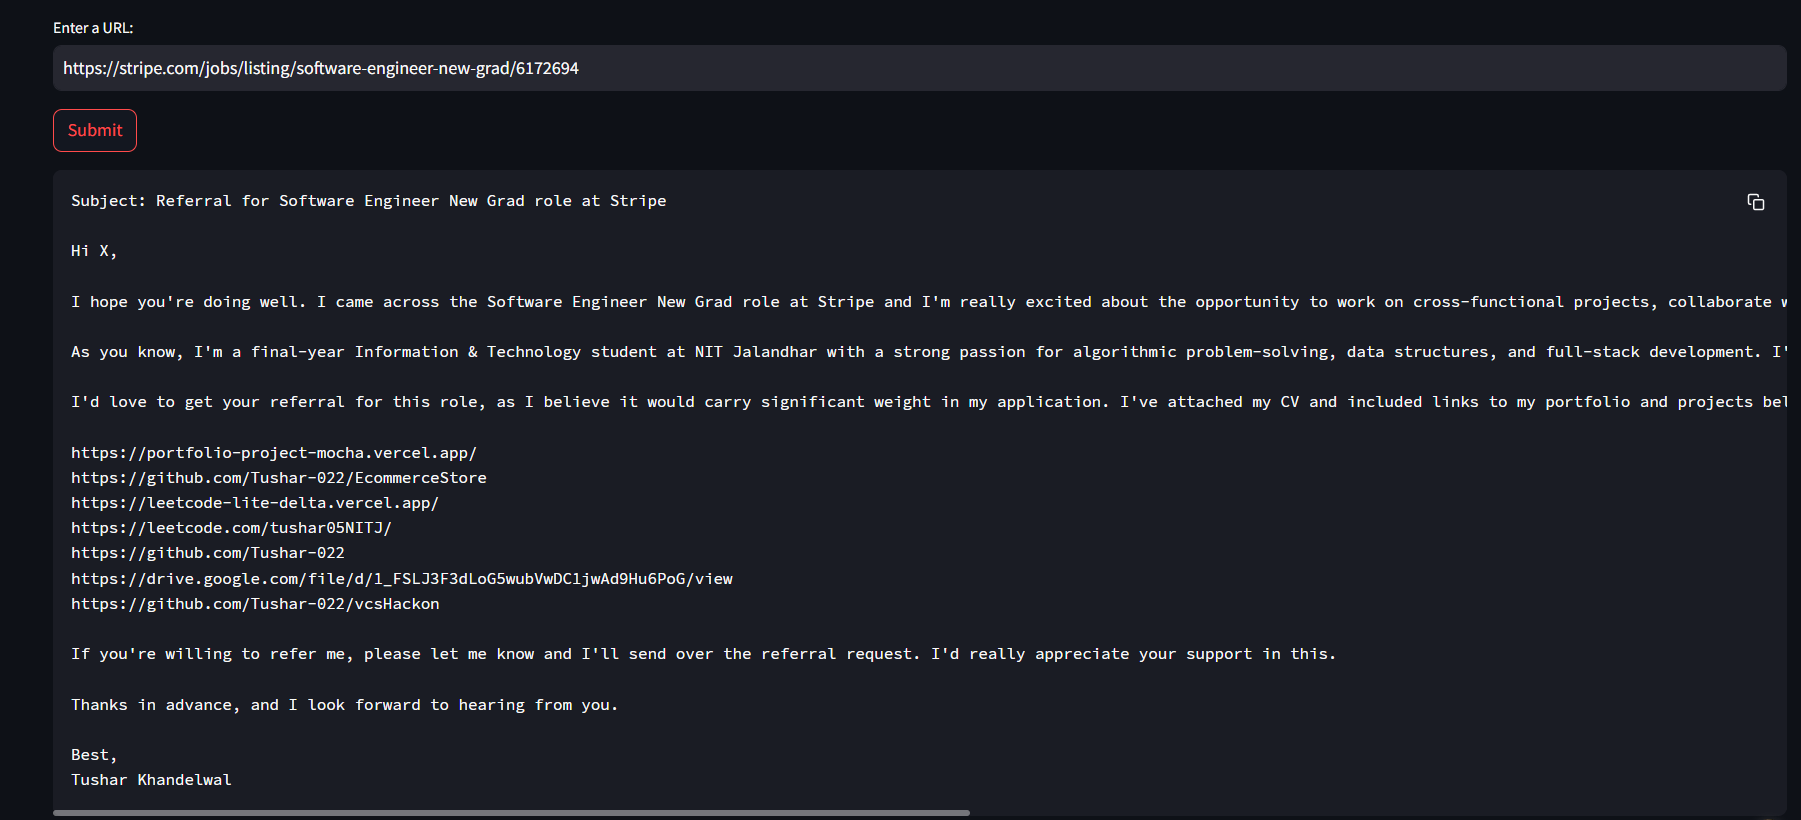 Enter a URL:
https://stripe.com/jobs/listing/software-engineer-new-grad/6172694
Submit
Subject: Referral for Software Engineer New Grad role at Stripe
Hi X,
I hope you're doing well. I came across the Software Engineer New Grad role at Stripe and I'm really excited about the opportunity to work on cross-functional projects, collaborate
As you know, I'm a final-year Information & Technology student at NIT Jalandhar with a strong passion for algorithmic problem-solving, data structures, and full-stack development. I'
I'd love to get your referral for this role, as I believe it would carry significant weight in my application. I've attached my CV and included links to my portfolio and projects bel
https://portfolio-project-mocha.vercel.app/
https://github.com/Tushar-022/EcommerceStore
https://leetcode-lite-delta.vercel.app/
https://leetcode.com/tushar05NITJ/
https://github.com/Tushar-022
https://drive.google.com/file/d/1_FSLJ3F3dLoG5wubVwDC1jwAd9Hu6PoG/view
https://github.com/Tushar-022/vcsHackon
If you're willing to refer me, please let me know and I'll send over the referral request. I'd really appreciate your support in this.
Thanks in advance, and I look forward to hearing from you.
Best,
Tushar Khandelwal